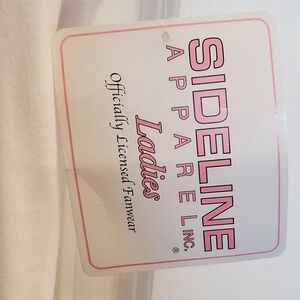 SIDELINE
APPAREL INC.®
Ladies
Officially Licensed Fanwear